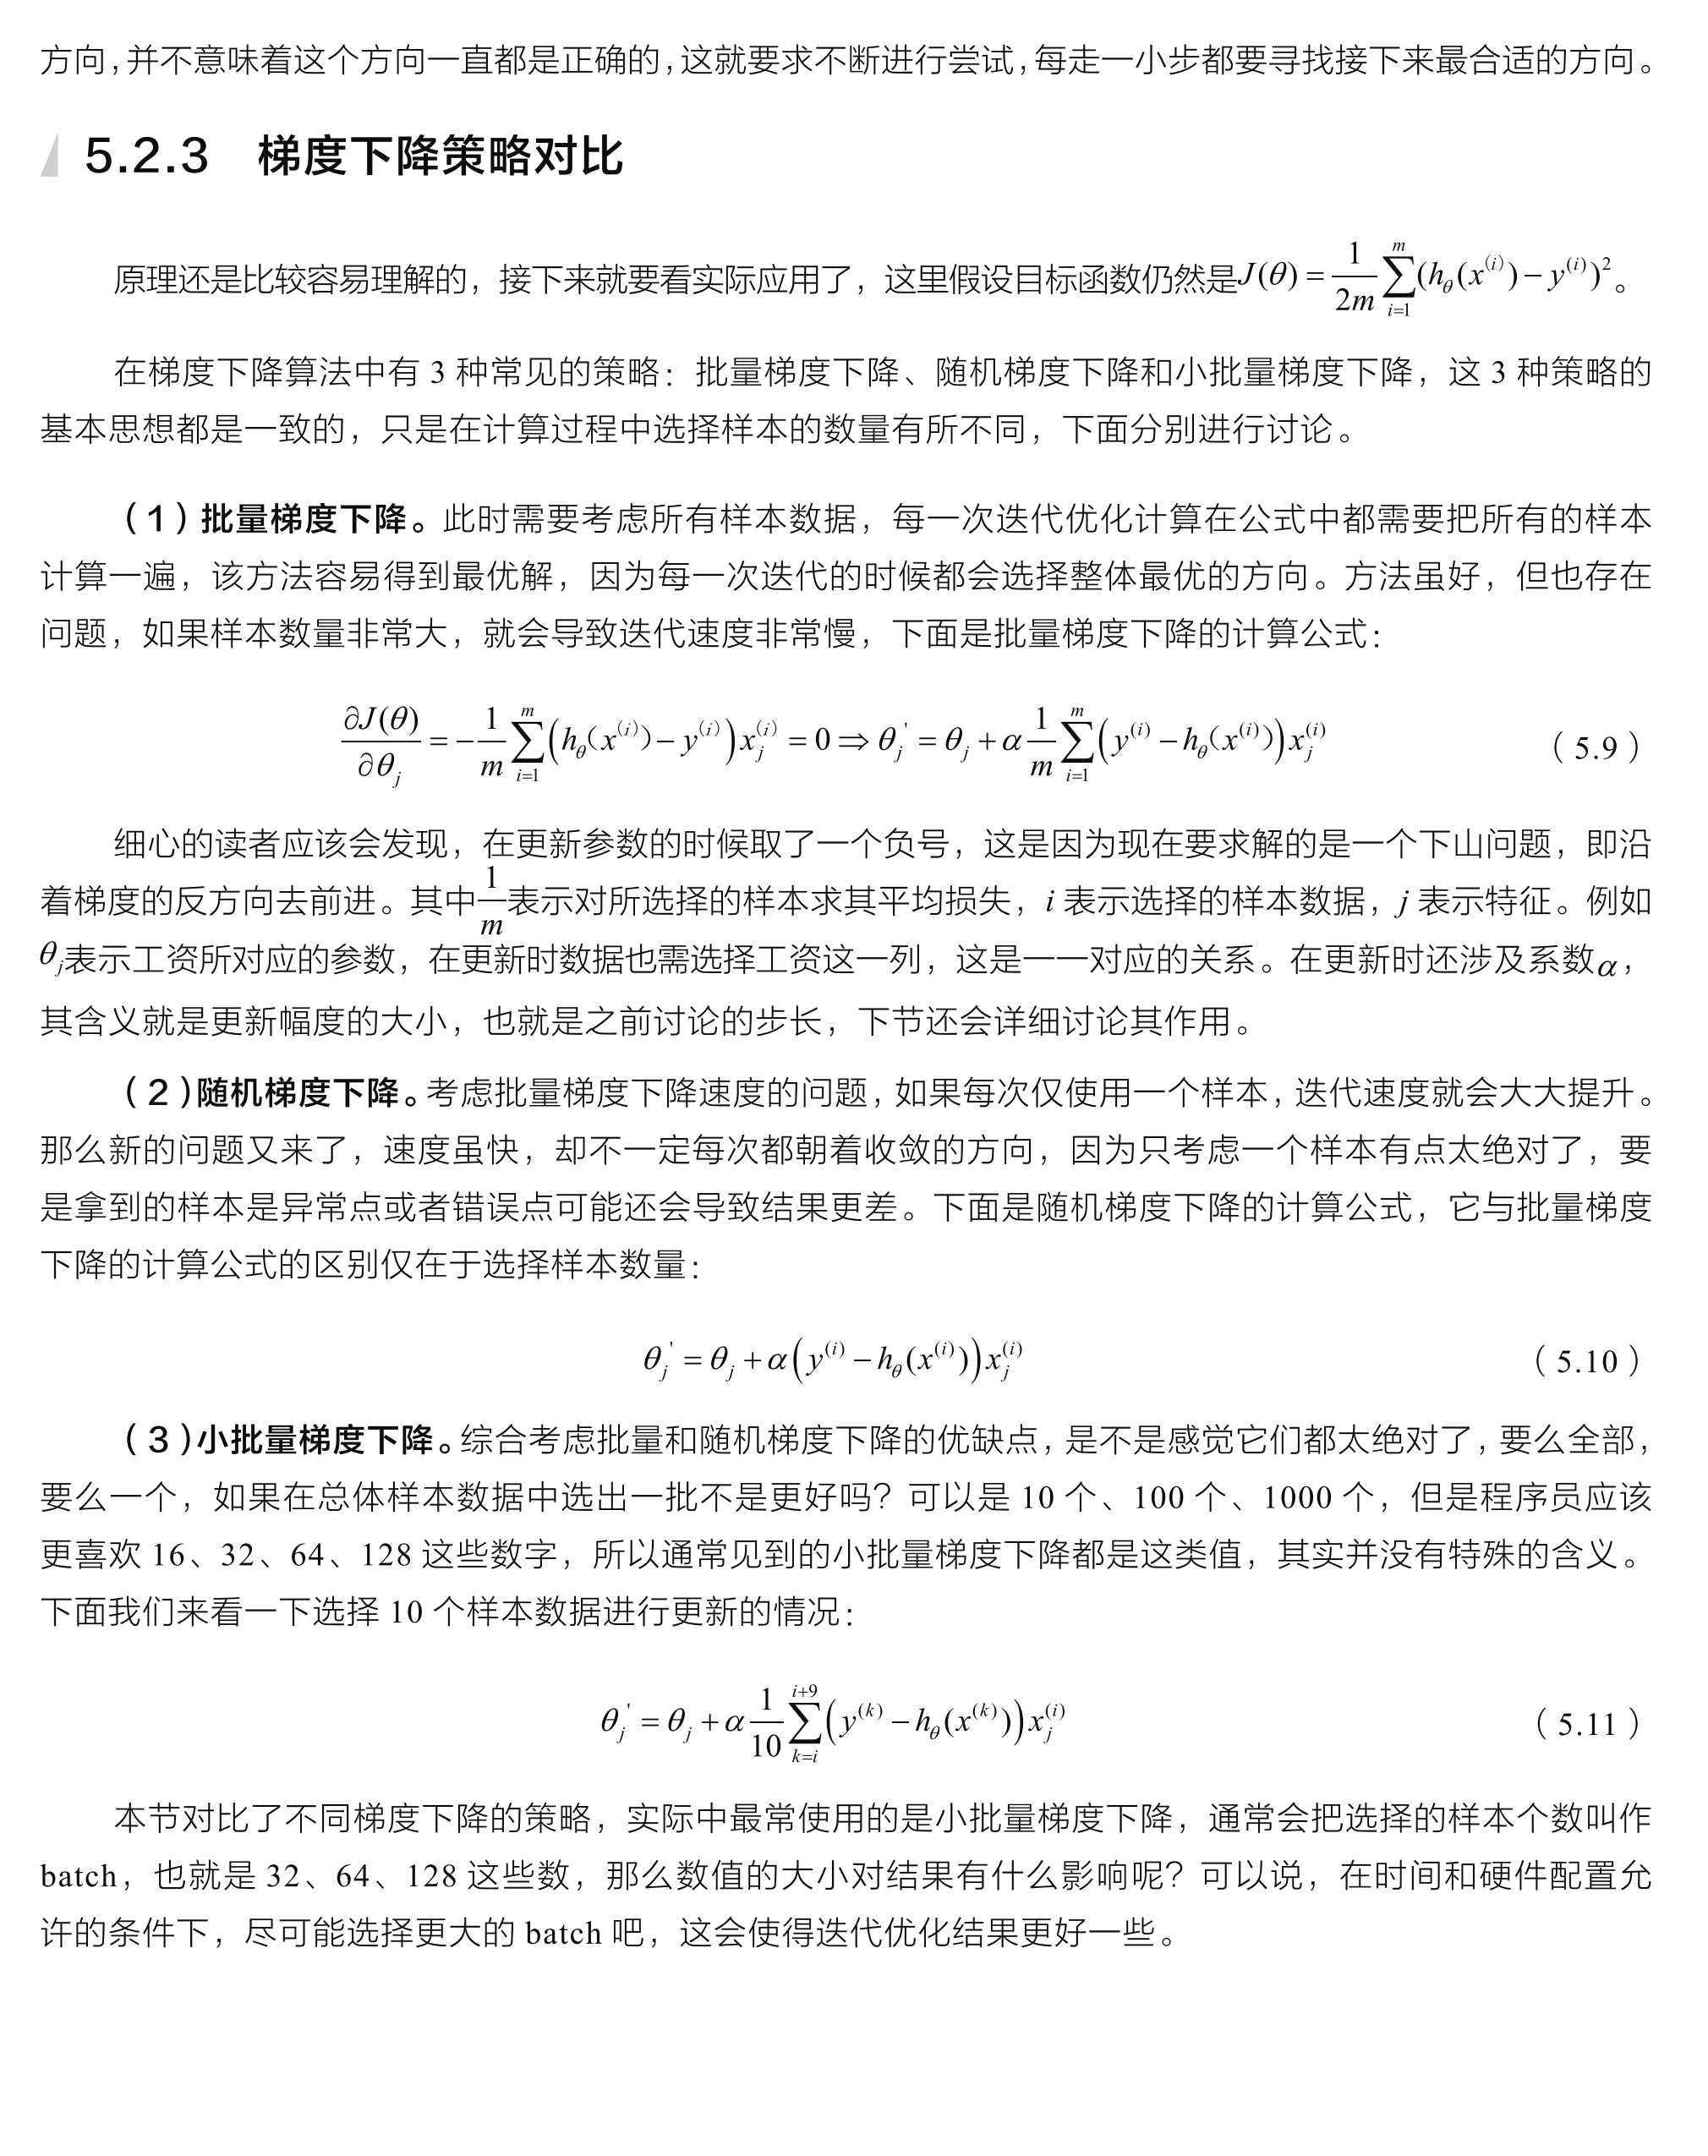 方向，并不意味着这个方向一直都是正确的，这就要求不断进行尝试，每走一小步都要寻找接下来最合适的方向。
5.2.3 梯度下降策略对比
原理还是比较容易理解的，接下来就要看实际应用了，这里假设目标函数仍然是$J(\theta)=\frac{1}{2m}\sum_{i=1}^{m}(h_\theta(x^{(i)})-y^{(i)})^2$。
在梯度下降算法中有 3 种常见的策略：批量梯度下降、随机梯度下降和小批量梯度下降，这 3 种策略的
基本思想都是一致的，只是在计算过程中选择样本的数量有所不同，下面分别进行讨论。
（1）批量梯度下降。此时需要考虑所有样本数据，每一次迭代优化计算在公式中都需要把所有的样本
计算一遍，该方法容易得到最优解，因为每一次迭代的时候都会选择整体最优的方向。方法虽好，但也存在
问题，如果样本数量非常大，就会导致迭代速度非常慢，下面是批量梯度下降的计算公式：
$\frac{\partial J(\theta)}{\partial \theta_j}=-\frac{1}{m}\sum_{i=1}^{m}\left(h_\theta(x^{(i)})-y^{(i)}\right)x_j^{(i)}=0\Rightarrow\theta_j^{'}=\theta_j+\alpha\frac{1}{m}\sum_{i=1}^{m}\left(y^{(i)}-h_\theta(x^{(i)})\right)x_j^{(i)}$ （5.9）
细心的读者应该会发现，在更新参数的时候取了一个负号，这是因为现在要求解的是一个下山问题，即沿
着梯度的反方向去前进。其中$\frac{1}{m}$表示对所选择的样本求其平均损失，i 表示选择的样本数据，j 表示特征。例如
$\theta_j$表示工资所对应的参数，在更新时数据也需选择工资这一列，这是一一对应的关系。在更新时还涉及系数$\alpha$，
其含义就是更新幅度的大小，也就是之前讨论的步长，下节还会详细讨论其作用。
（2）随机梯度下降。考虑批量梯度下降速度的问题，如果每次仅使用一个样本，迭代速度就会大大提升。
那么新的问题又来了，速度虽快，却不一定每次都朝着收敛的方向，因为只考虑一个样本有点太绝对了，要
是拿到的样本是异常点或者错误点可能还会导致结果更差。下面是随机梯度下降的计算公式，它与批量梯度
下降的计算公式的区别仅在于选择样本数量：
$\theta_j^{'}=\theta_j+\alpha\left(y^{(i)}-h_\theta(x^{(i)})\right)x_j^{(i)}$ （5.10）
（3）小批量梯度下降。综合考虑批量和随机梯度下降的优缺点，是不是感觉它们都太绝对了，要么全部，
要么一个，如果在总体样本数据中选出一批不是更好吗？可以是 10 个、100 个、1000 个，但是程序员应该
更喜欢 16、32、64、128 这些数字，所以通常见到的小批量梯度下降都是这类值，其实并没有特殊的含义。
下面我们来看一下选择 10 个样本数据进行更新的情况：
$\theta_j^{'}=\theta_j+\alpha\frac{1}{10}\sum_{k=i}^{i+9}\left(y^{(k)}-h_\theta(x^{(k)})\right)x_j^{(i)}$ （5.11）
本节对比了不同梯度下降的策略，实际中最常使用的是小批量梯度下降，通常会把选择的样本个数叫作
batch，也就是 32、64、128 这些数，那么数值的大小对结果有什么影响呢？可以说，在时间和硬件配置允
许的条件下，尽可能选择更大的 batch 吧，这会使得迭代优化结果更好一些。